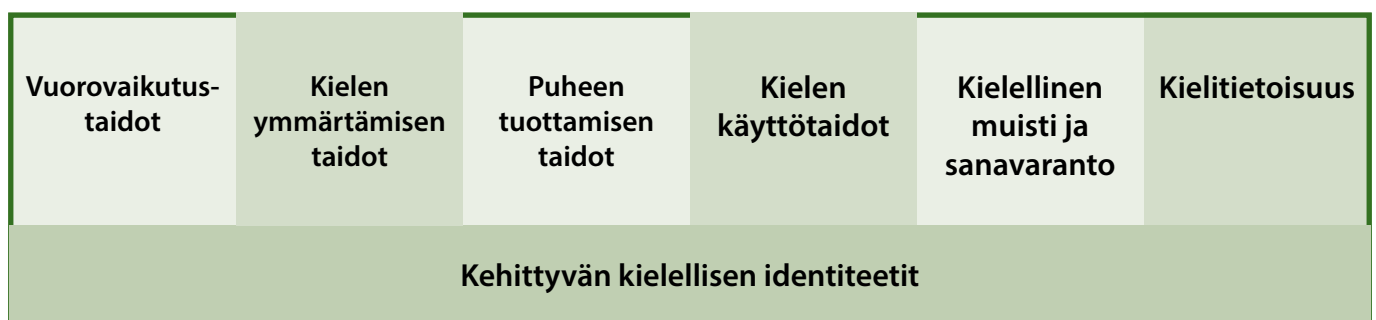 Vuorovaikutus-
taidot
Kielen
ymmärtämisen
taidot
Puheen
tuottamisen
taidot
Kielen
käyttötaidot
Kielellinen
muisti ja
sanavaranto
Kielitietoisuus
Kehittyvän kielellisen identiteetit